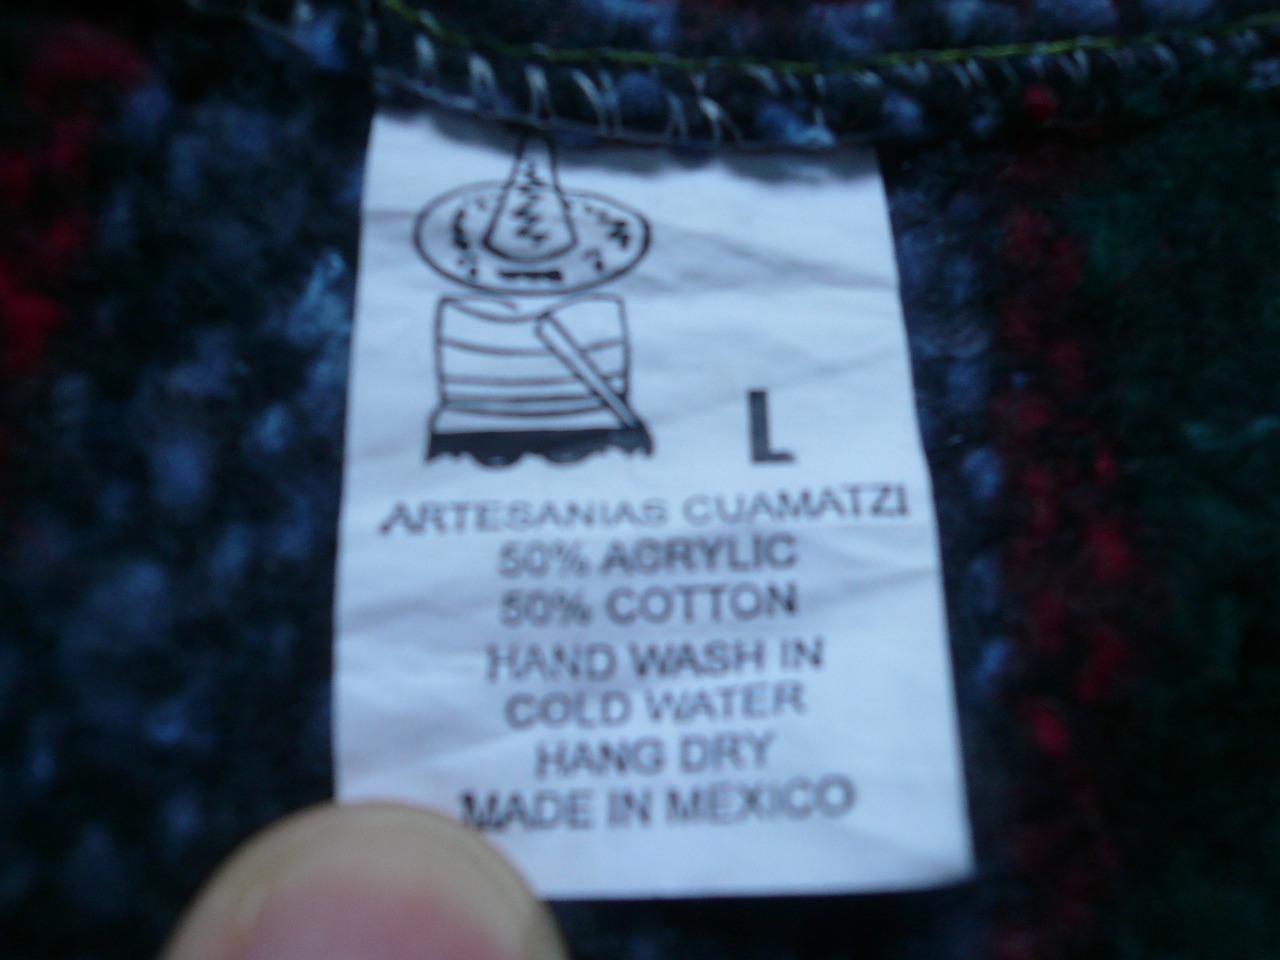 L
ARTESANIAS CUAMATZI
50% ACRYLIC
50% COTTON
HAND WASH IN
COLD WATER
HANG DRY
MADE IN MEXICO